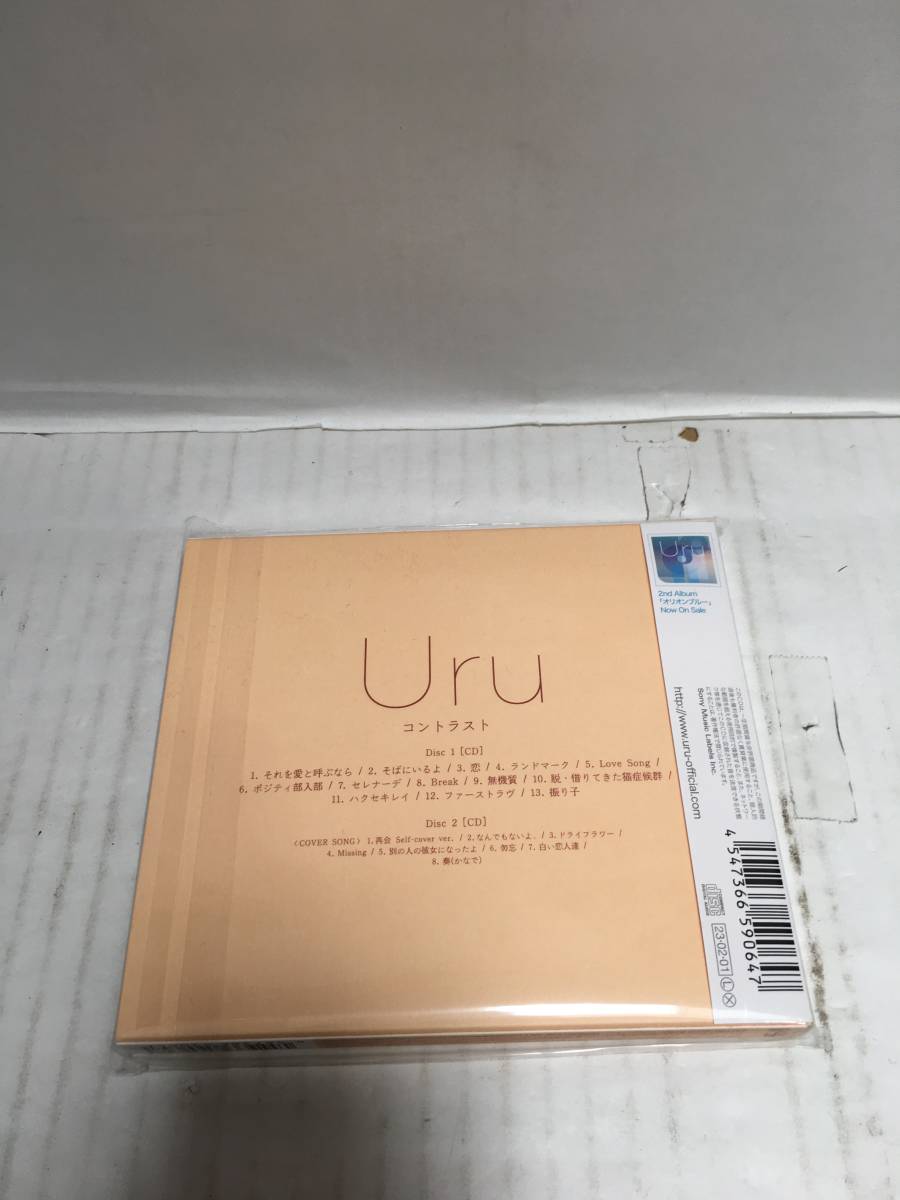 Uru
コントラスト
Disc 1 [CD]
1. それを愛と呼ぶなら / 2. そばにいるよ / 3. 恋 / 4. ランドマーク / 5. Love Song /
6. ポジティ部入部 / 7. セレナーデ / 8. Break / 9. 無機質 / 10. 脱・借りてきた猫症候群 /
11. ハクセキレイ / 12. ファーストラヴ / 13. 振り子
Disc 2 [CD]
〈COVER SONG〉 1.再会 Self-cover ver. / 2.なんでもないよ、/ 3.ドライフラワー /
4. Missing / 5. 別の人の彼女になったよ / 6. 勿忘 / 7. 白い恋人達 /
8. 奏(かなで)
Uru
2nd Album
「オリオンブルー」
Now On Sale
Sony Music Labels Inc.
http://www.uru-official.com
4 547366 590647
COMPACT
disc
DIGITAL AUDIO
23・02・01 L X